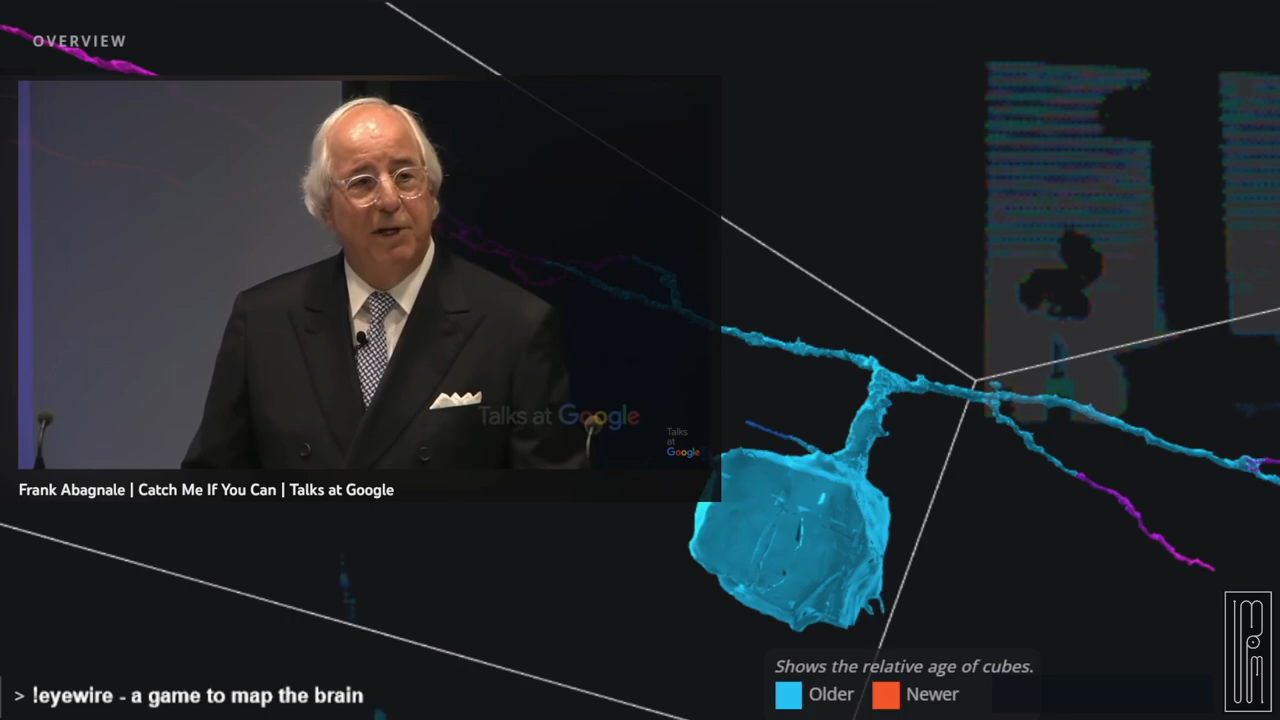 OVERVIEW
Talks at Google
Talks
at
Google
Frank Abagnale | Catch Me If You Can | Talks at Google
Shows the relative age of cubes.
Older Newer
> !eyewire - a game to map the brain